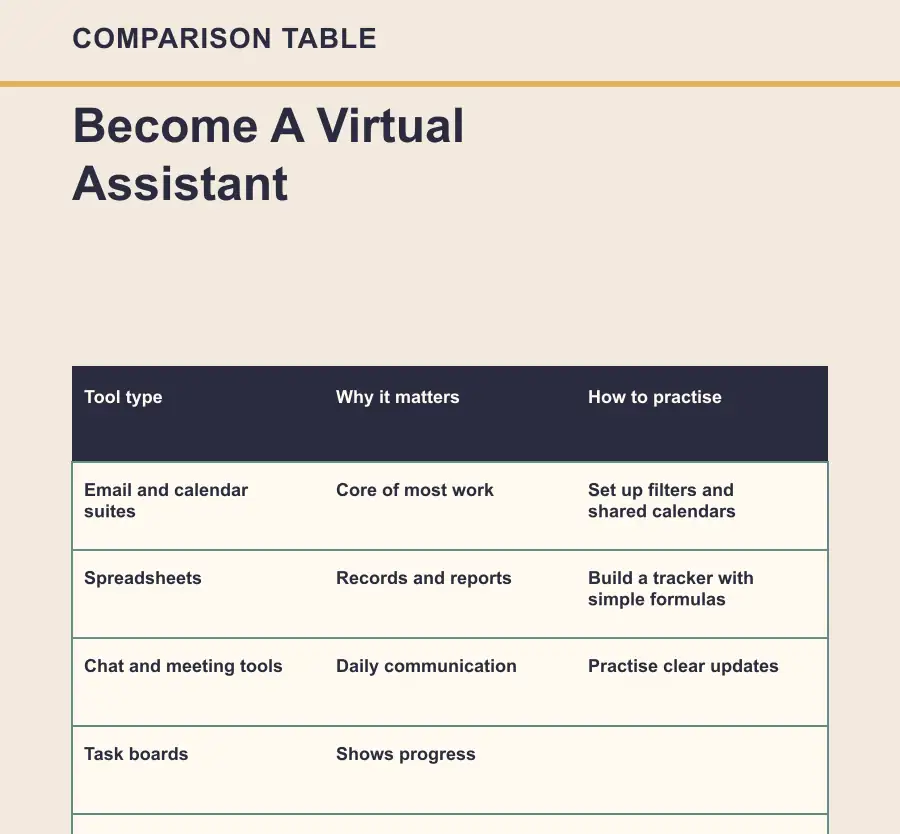 COMPARISON TABLE
Become A Virtual
Assistant
Tool type
Why it matters
How to practise
Email and calendar
suites
Core of most work
Set up filters and
shared calendars
Spreadsheets
Records and reports
Build a tracker with
simple formulas
Chat and meeting tools
Daily communication
Practise clear updates
Task boards
Shows progress